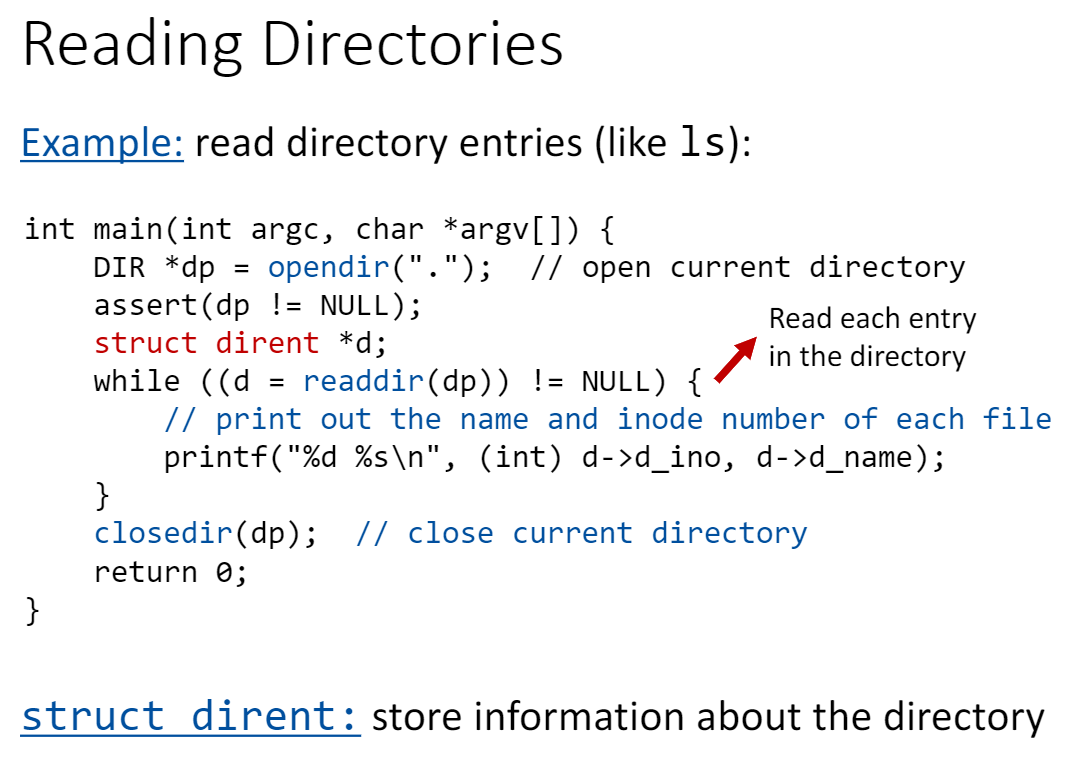 Reading Directories
Example: read directory entries (like ls):
int main(int argc, char *argv[]) {
    DIR *dp = opendir(".");  // open current directory
    assert(dp != NULL);
    struct dirent *d;
    while ((d = readdir(dp)) != NULL) {
Read each entry
in the directory
        // print out the name and inode number of each file
        printf("%d %s\n", (int) d->d_ino, d->d_name);
    }
    closedir(dp);  // close current directory
    return 0;
}
struct dirent: store information about the directory